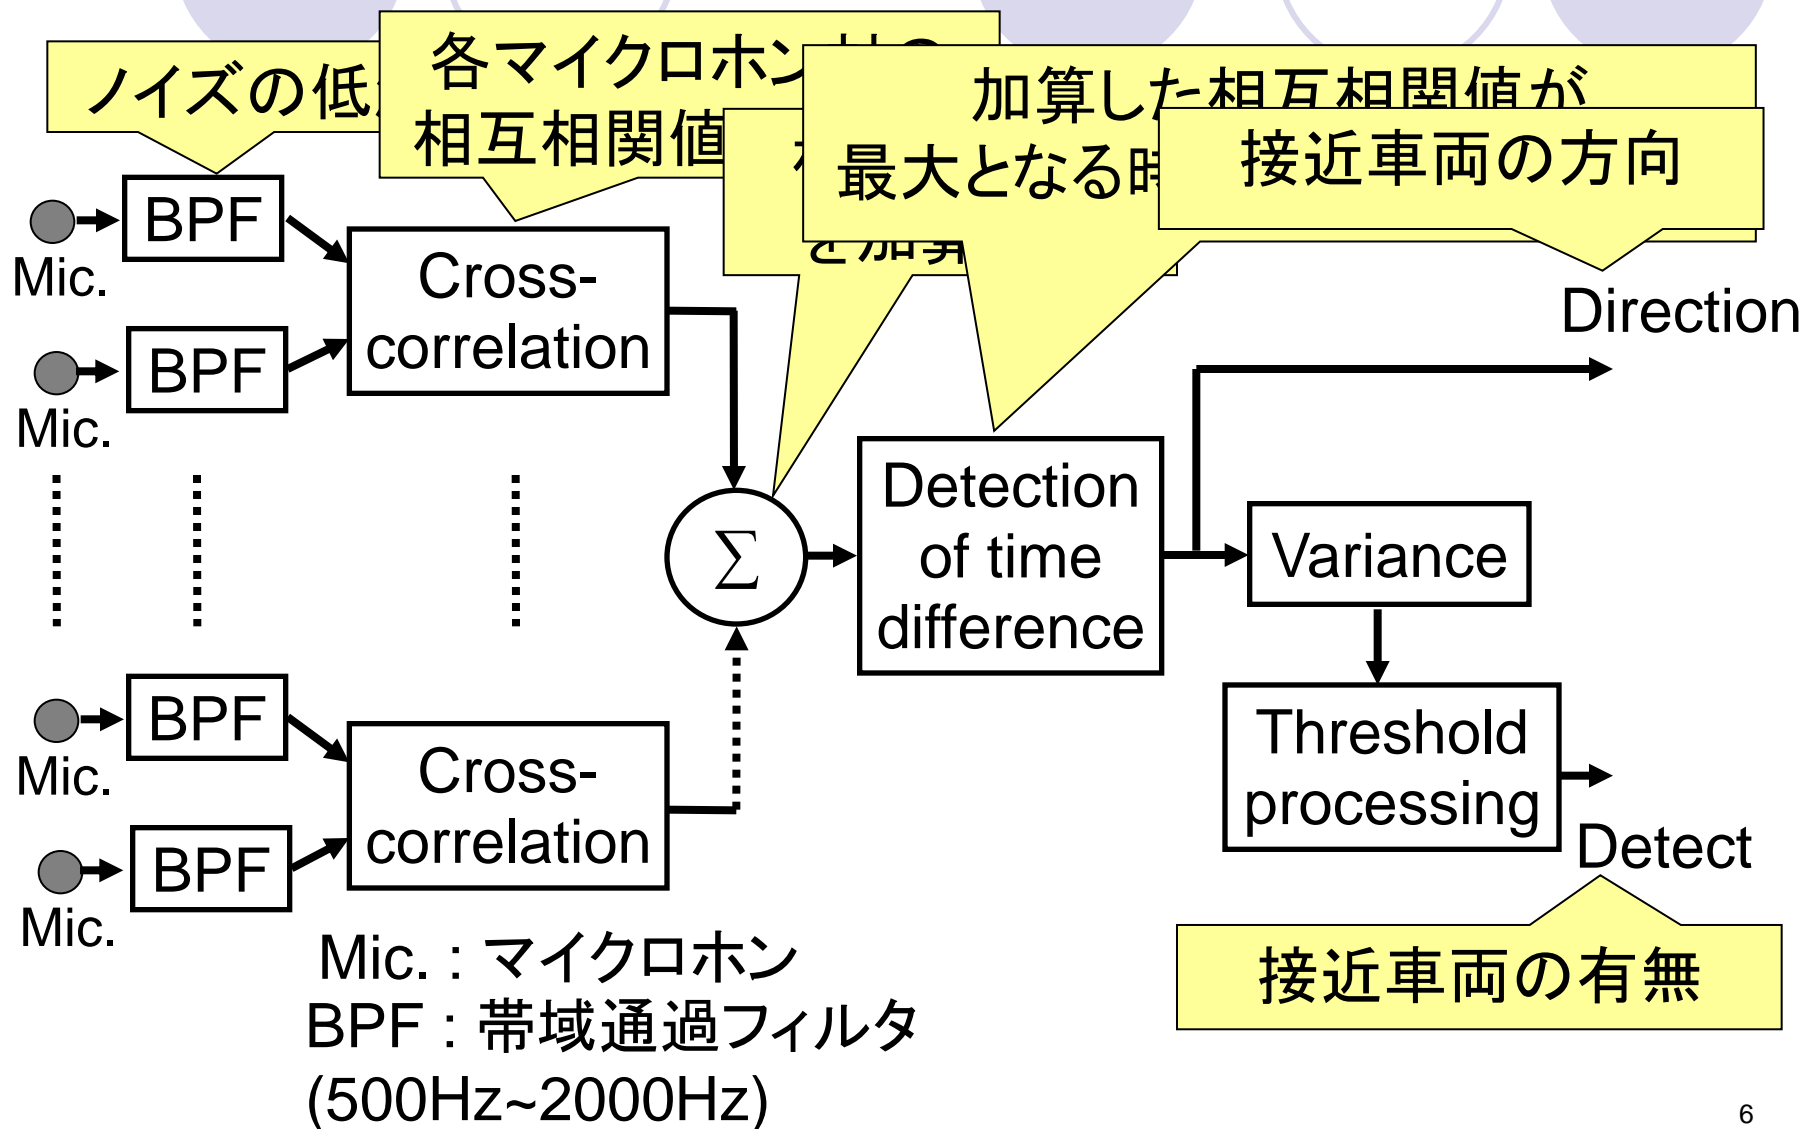 ノイズの低
各マイクロホン
相互相関値
を加算
加算した相互相関値が
最大となる時
接近車両の方向
Mic.
BPF
Mic.
BPF
Cross-
correlation
Direction
Σ
Detection
of time
difference
Variance
Threshold
processing
Detect
Mic.
BPF
Mic.
BPF
Cross-
correlation
接近車両の有無
Mic. : マイクロホン
BPF : 帯域通過フィルタ
(500Hz~2000Hz)
6